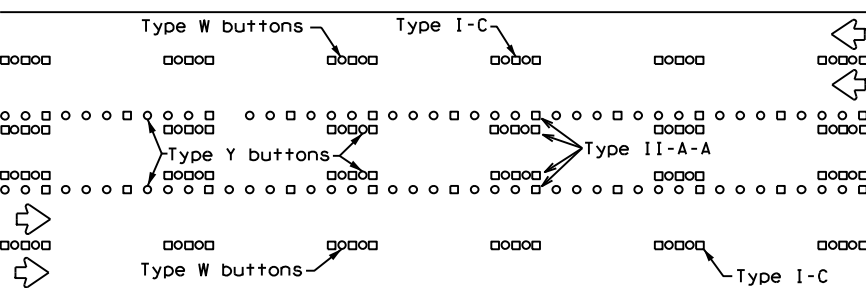 Type W buttons
Type I-C
Type Y buttons
Type II-A-A
Type W buttons
Type I-C